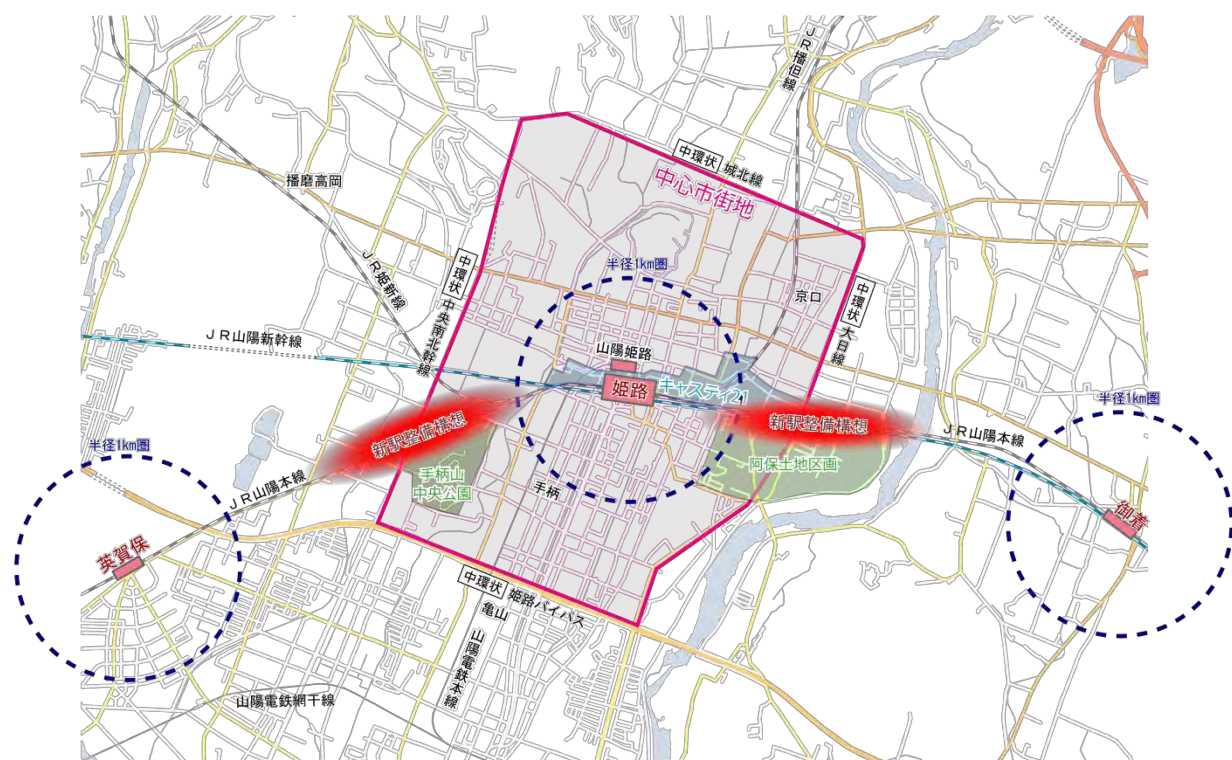 JR播但線
中環状 城北線
中心市街地
播磨高岡
半径1km圏
中環状 中央南北幹線
JR姫新線
京口
中環状 大日線
JR山陽新幹線
山陽姫路
姫路
キャスティ21
半径1km圏
新駅整備構想
新駅整備構想
JR山陽本線
半径1km圏
阿保土地区画
手柄山
中央公園
手柄
JR山陽本線
御着
英賀保
中環状 姫路バイパス
亀山
山陽電鉄本線
山陽電鉄網干線